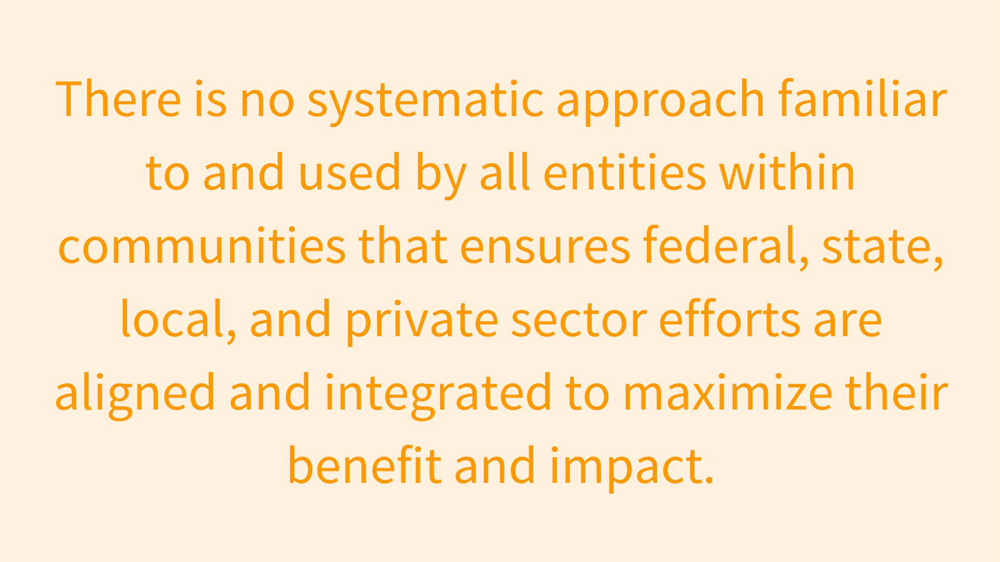 There is no systematic approach familiar
to and used by all entities within
communities that ensures federal, state,
local, and private sector efforts are
aligned and integrated to maximize their
benefit and impact.